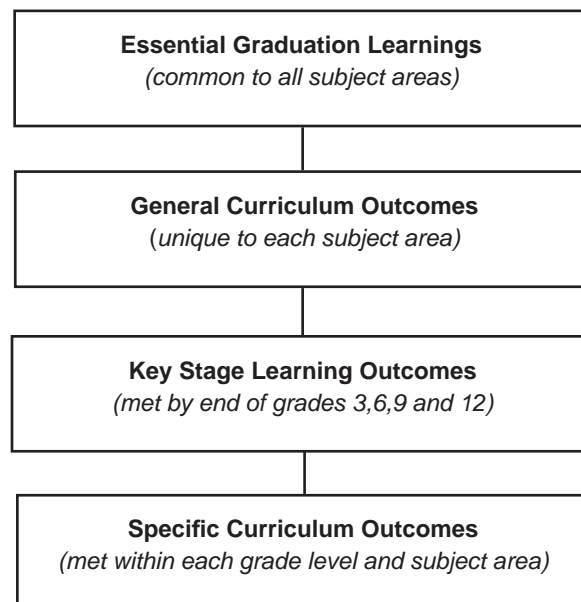 Essential Graduation Learnings
(common to all subject areas)
General Curriculum Outcomes
(unique to each subject area)
Key Stage Learning Outcomes
(met by end of grades 3,6,9 and 12)
Specific Curriculum Outcomes
(met within each grade level and subject area)